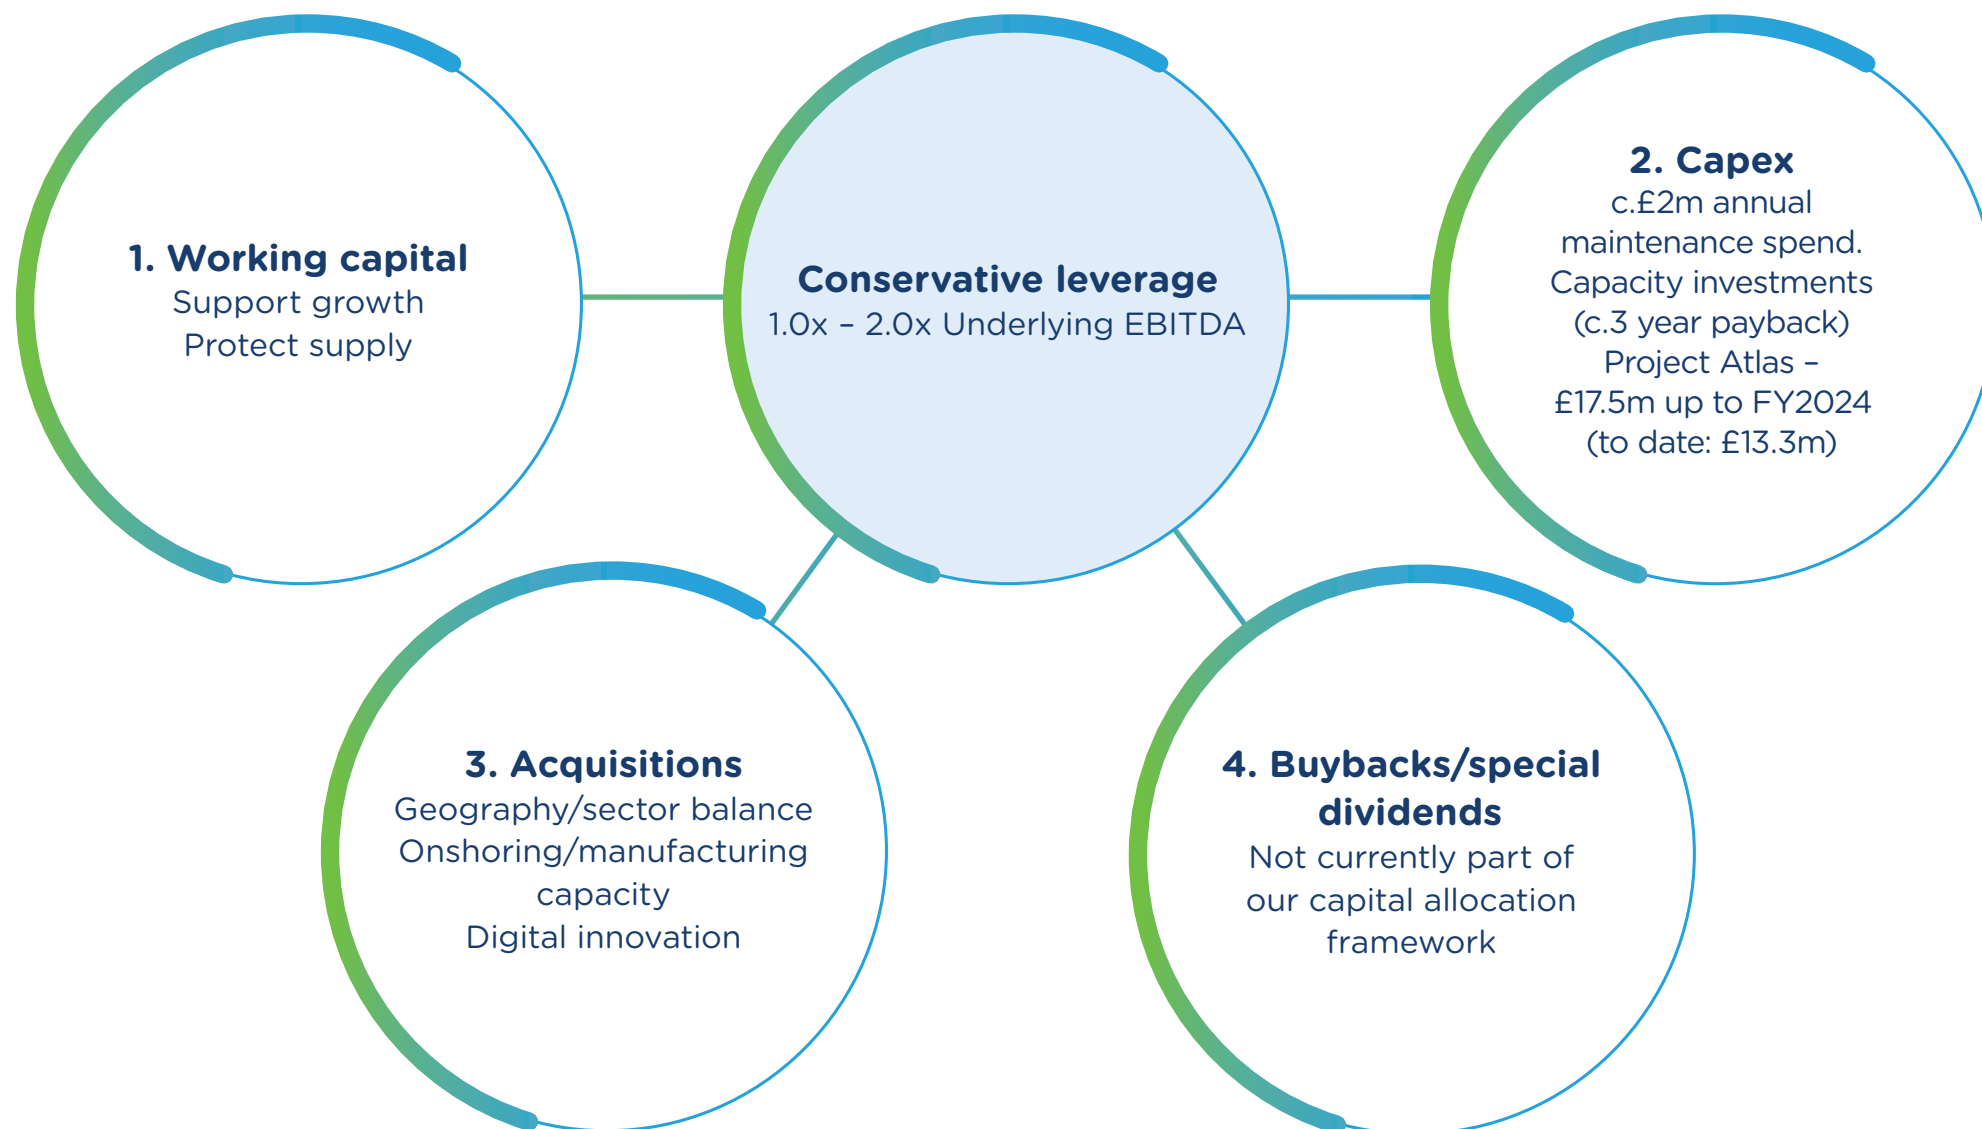 1. Working capital
Support growth
Protect supply
Conservative leverage
1.0x – 2.0x Underlying EBITDA
2. Capex
c.£2m annual
maintenance spend.
Capacity investments
(c.3 year payback)
Project Atlas –
£17.5m up to FY2024
(to date: £13.3m)
3. Acquisitions
Geography/sector balance
Onshoring/manufacturing
capacity
Digital innovation
4. Buybacks/special
dividends
Not currently part of
our capital allocation
framework